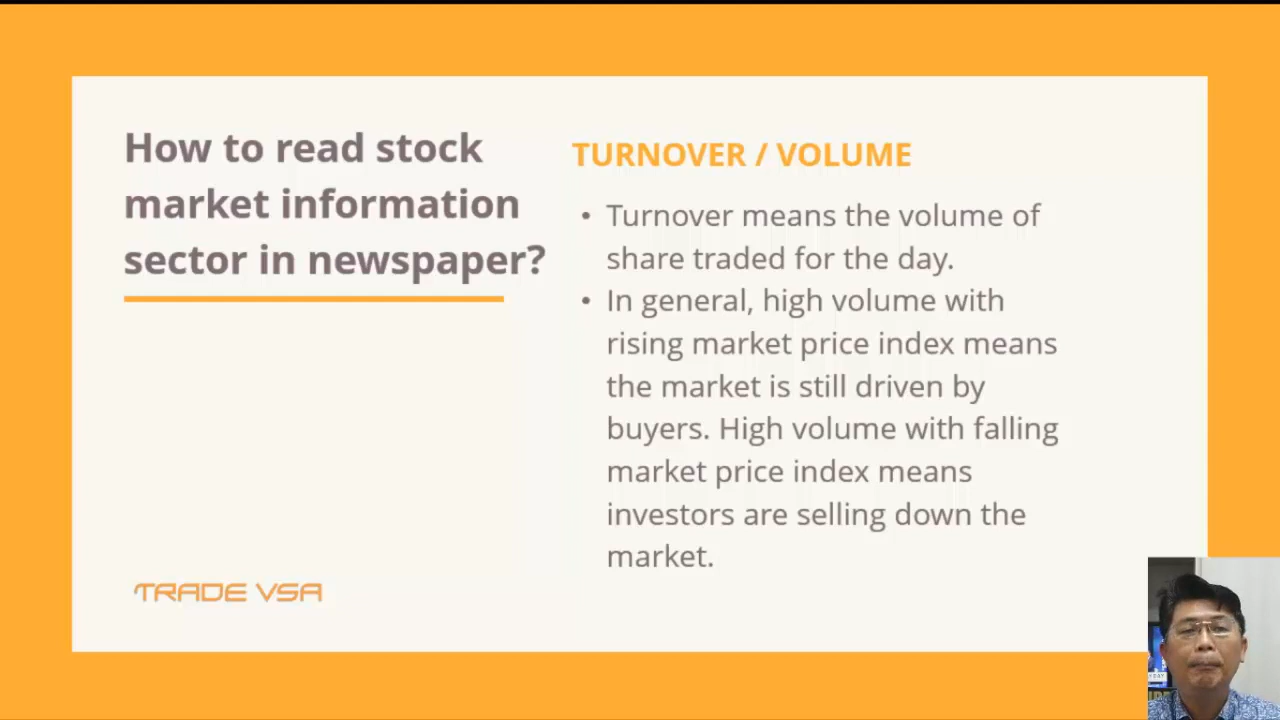 How to read stock
market information
sector in newspaper?
TURNOVER / VOLUME
• Turnover means the volume of
share traded for the day.
• In general, high volume with
rising market price index means
the market is still driven by
buyers. High volume with falling
market price index means
investors are selling down the
market.
TRADE VSA